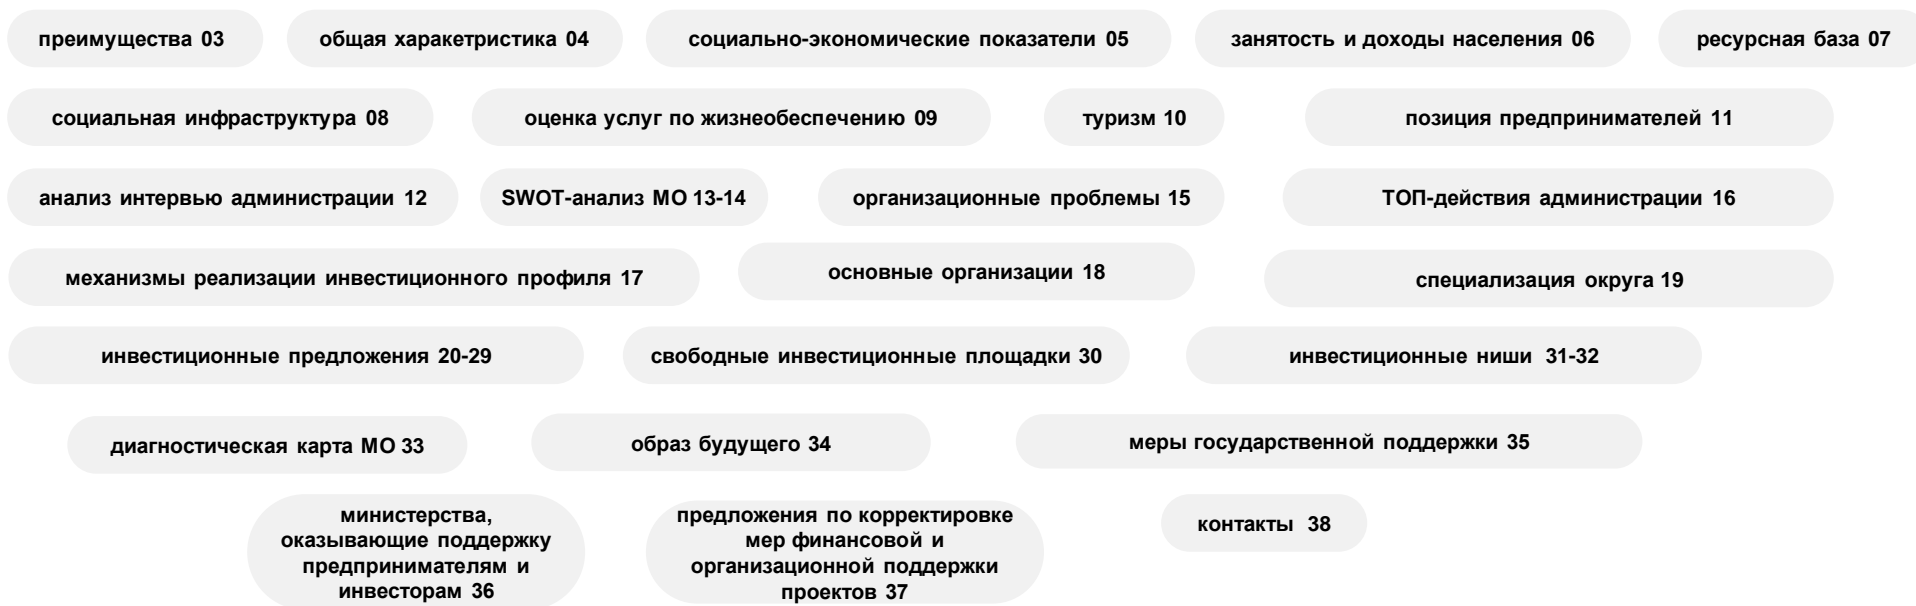 преимущества 03
общая характеристика 04
социально-экономические показатели 05
занятость и доходы населения 06
ресурсная база 07
социальная инфраструктура 08
оценка услуг по жизнеобеспечению 09
туризм 10
позиция предпринимателей 11
анализ интервью администрации 12
SWOT-анализ МО 13-14
организационные проблемы 15
ТОП-действия администрации 16
механизмы реализации инвестиционного профиля 17
основные организации 18
специализация округа 19
инвестиционные предложения 20-29
свободные инвестиционные площадки 30
инвестиционные ниши 31-32
диагностическая карта МО 33
образ будущего 34
меры государственной поддержки 35
министерства,
оказывающие поддержку
предпринимателям и
инвесторам 36
предложения по корректировке
мер финансовой и
организационной поддержки
проектов 37
контакты 38